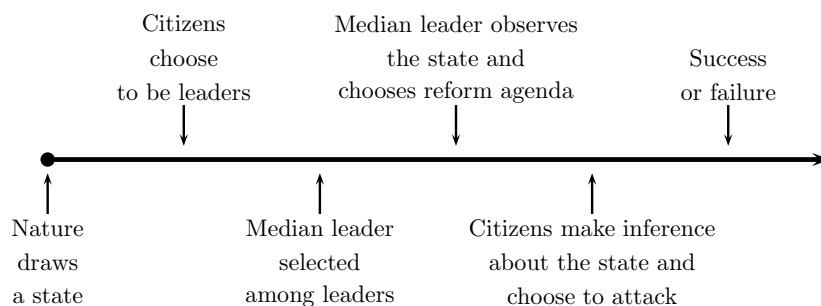 Citizens
choose
to be leaders
Median leader observes
the state and
chooses reform agenda
Success
or failure
Nature
draws
a state
Median leader
selected
among leaders
Citizens make inference
about the state and
choose to attack